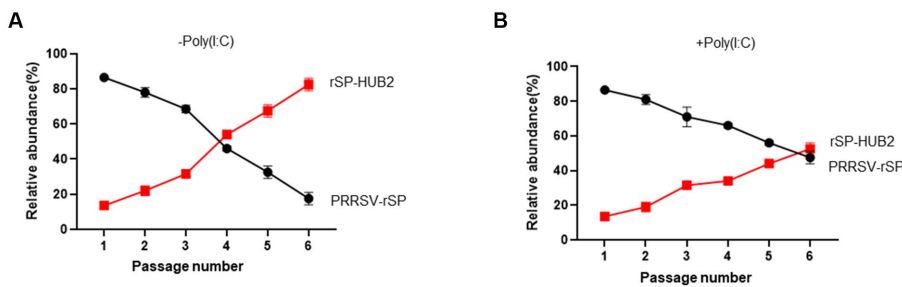 A
-Poly(I:C)
Relative abundance(%)
100
80
60
40
20
0
1 2 3 4 5 6
Passage number
rSP-HUB2
PRRSV-rSP
B
+Poly(I:C)
Relative abundance(%)
100
80
60
40
20
0
1 2 3 4 5 6
Passage number
rSP-HUB2
PRRSV-rSP